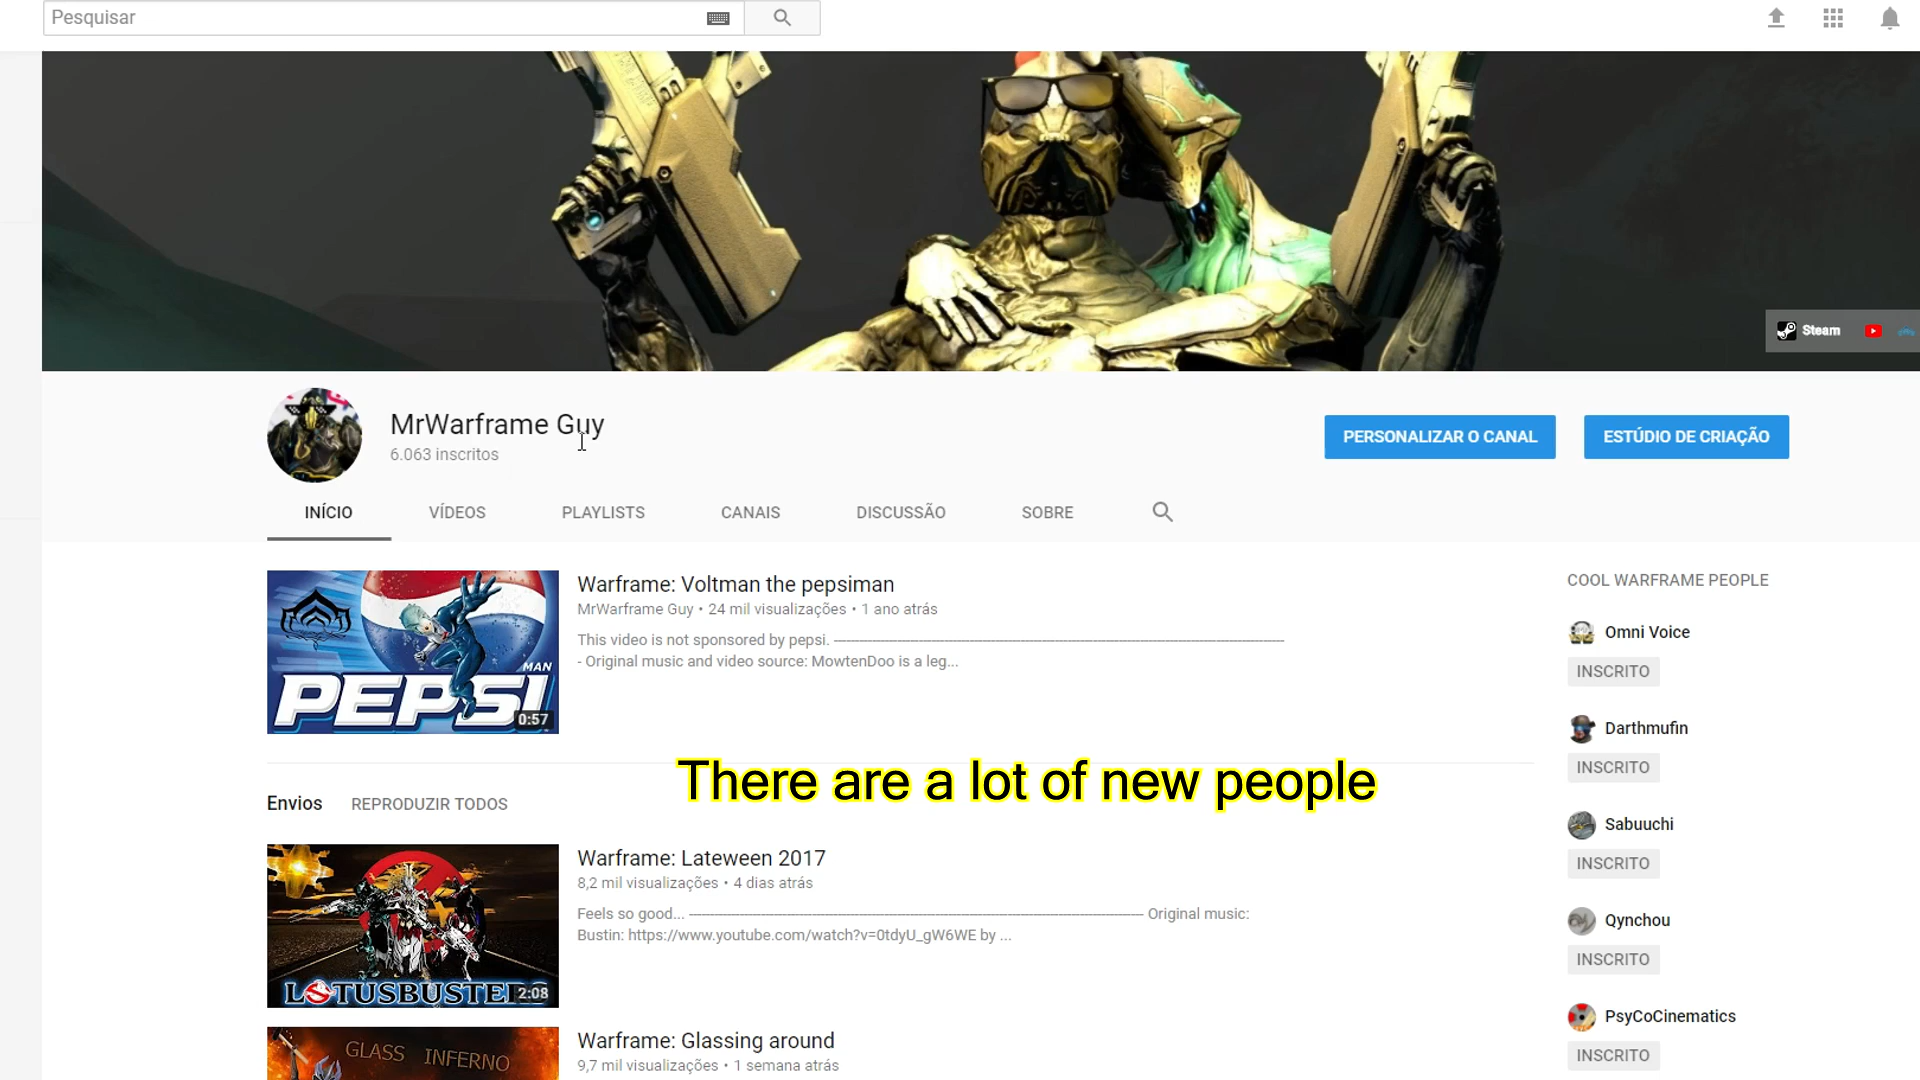 Pesquisar
Steam
MrWarframe Guy
6.063 inscritos
PERSONALIZAR O CANAL
ESTÚDIO DE CRIAÇÃO
INÍCIO
VÍDEOS
PLAYLISTS
CANAIS
DISCUSSÃO
SOBRE
MAN
PEPSI
0:57
Warframe: Voltman the pepsiman
MrWarframe Guy • 24 mil visualizações • 1 ano atrás
This video is not sponsored by pepsi. ----------------------------------------------------------------
- Original music and video source: MowtenDoo is a leg...
COOL WARFRAME PEOPLE
Omni Voice
INSCRITO
Darthmufin
INSCRITO
Sabuuchi
INSCRITO
Qynchou
INSCRITO
PsyCoCinematics
INSCRITO
There are a lot of new people
Envios
REPRODUZIR TODOS
LOTUSBUSTERS
2:08
Warframe: Lateween 2017
8,2 mil visualizações • 4 dias atrás
Feels so good... ---------------------------------------------------------------- Original music:
Bustin: https://www.youtube.com/watch?v=0tdyU_gW6WE by ...
GLASS INFERNO
Warframe: Glassing around
9,7 mil visualizações • 1 semana atrás